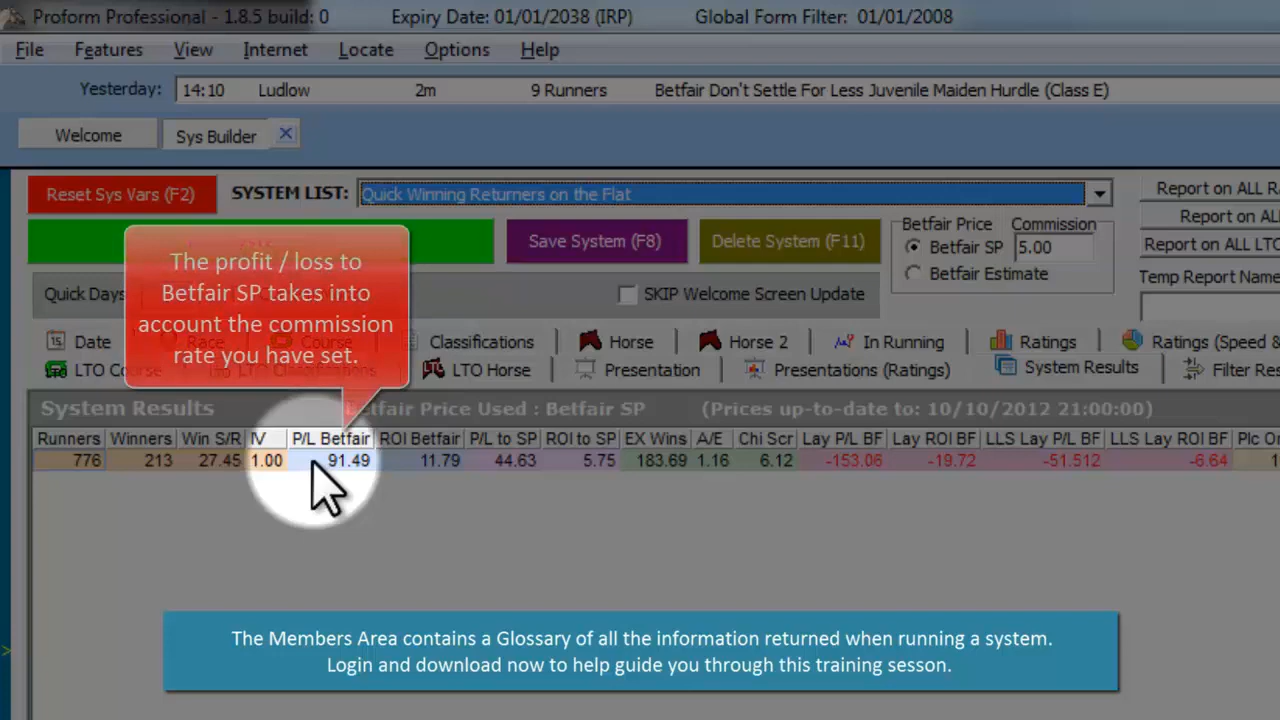 Proform Professional - 1.8.5 build: 0 Expiry Date: 01/01/2038 (IRP) Global Form Filter: 01/01/2008
File Features View Internet Locate Options Help
Yesterday: 14:10 Ludlow 2m 9 Runners Betfair Don't Settle For Less Juvenile Maiden Hurdle (Class E)
Welcome Sys Builder
Reset Sys Vars (F2) SYSTEM LIST: Quick Winning Returners on the Flat Report on ALL
Save System (F8) Delete System (F11) Betfair Price Commission Report on ALL
Betfair SP 5.00 Report on ALL LTO
Betfair Estimate Temp Report Name
Quick Days SKIP Welcome Screen Update
The profit / loss to
Betfair SP takes into
account the commission
rate you have set.
Date Race Course Classifications Horse Horse 2 In Running Ratings Ratings (Speed &
LTO Course LTO Classifications LTO Horse Presentation Presentations (Ratings) System Results Filter
System Results Betfair Price Used : Betfair SP (Prices up-to-date to: 10/10/2012 21:00:00)
Runners Winners Win S/R IV P/L Betfair ROI Betfair P/L to SP ROI to SP EX Wins A/E Chi Scr Lay P/L BF Lay ROI BF LLS Lay P/L BF LLS Lay ROI BF Plc
776 213 27.45 1.00 91.49 11.79 44.63 5.75 183.69 1.16 6.12 -153.06 -19.72 -51.512 -6.64
The Members Area contains a Glossary of all the information returned when running a system.
Login and download now to help guide you through this training sesson.